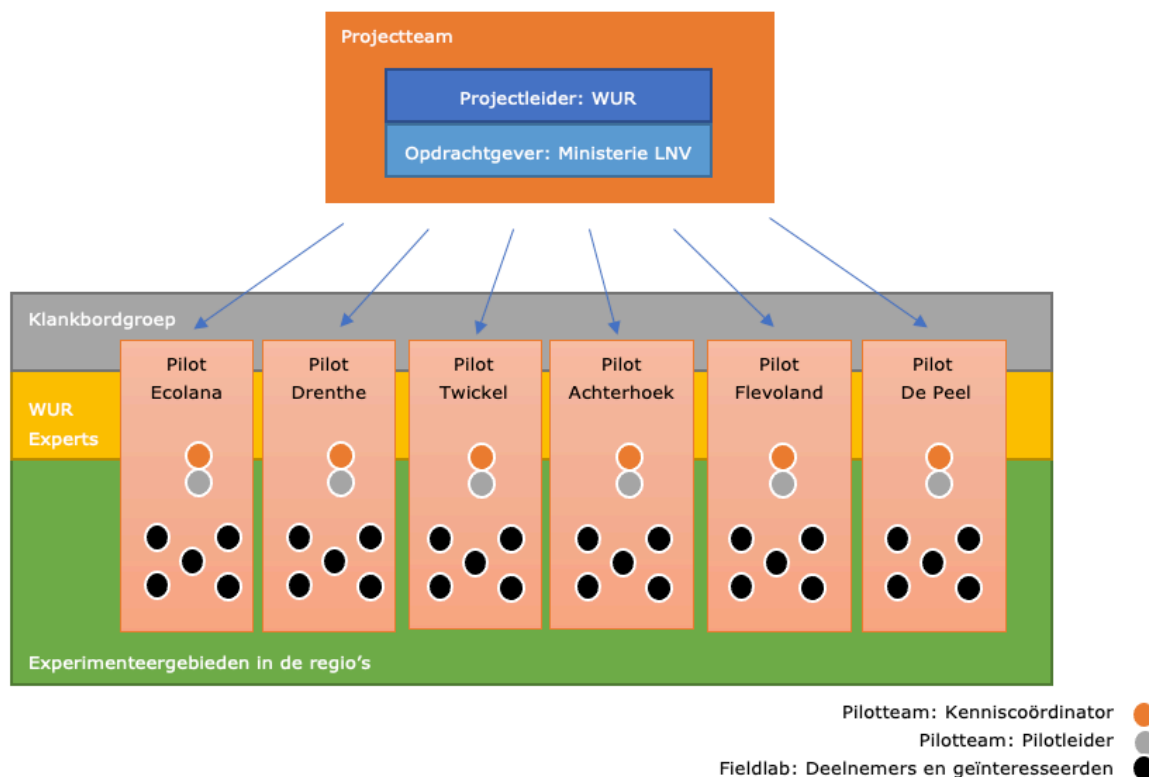 Projectteam
Projectleider: WUR
Opdrachtgever: Ministerie LNV
Klankbordgroep
WUR
Experts
Pilot
Ecolana
Pilot
Drenthe
Pilot
Twickel
Pilot
Achterhoek
Pilot
Flevoland
Pilot
De Peel
Experimenteergebieden in de regio's
Pilotteam: Kenniscoördinator
Pilotteam: Pilotleider
Fieldlab: Deelnemers en geïnteresseerden